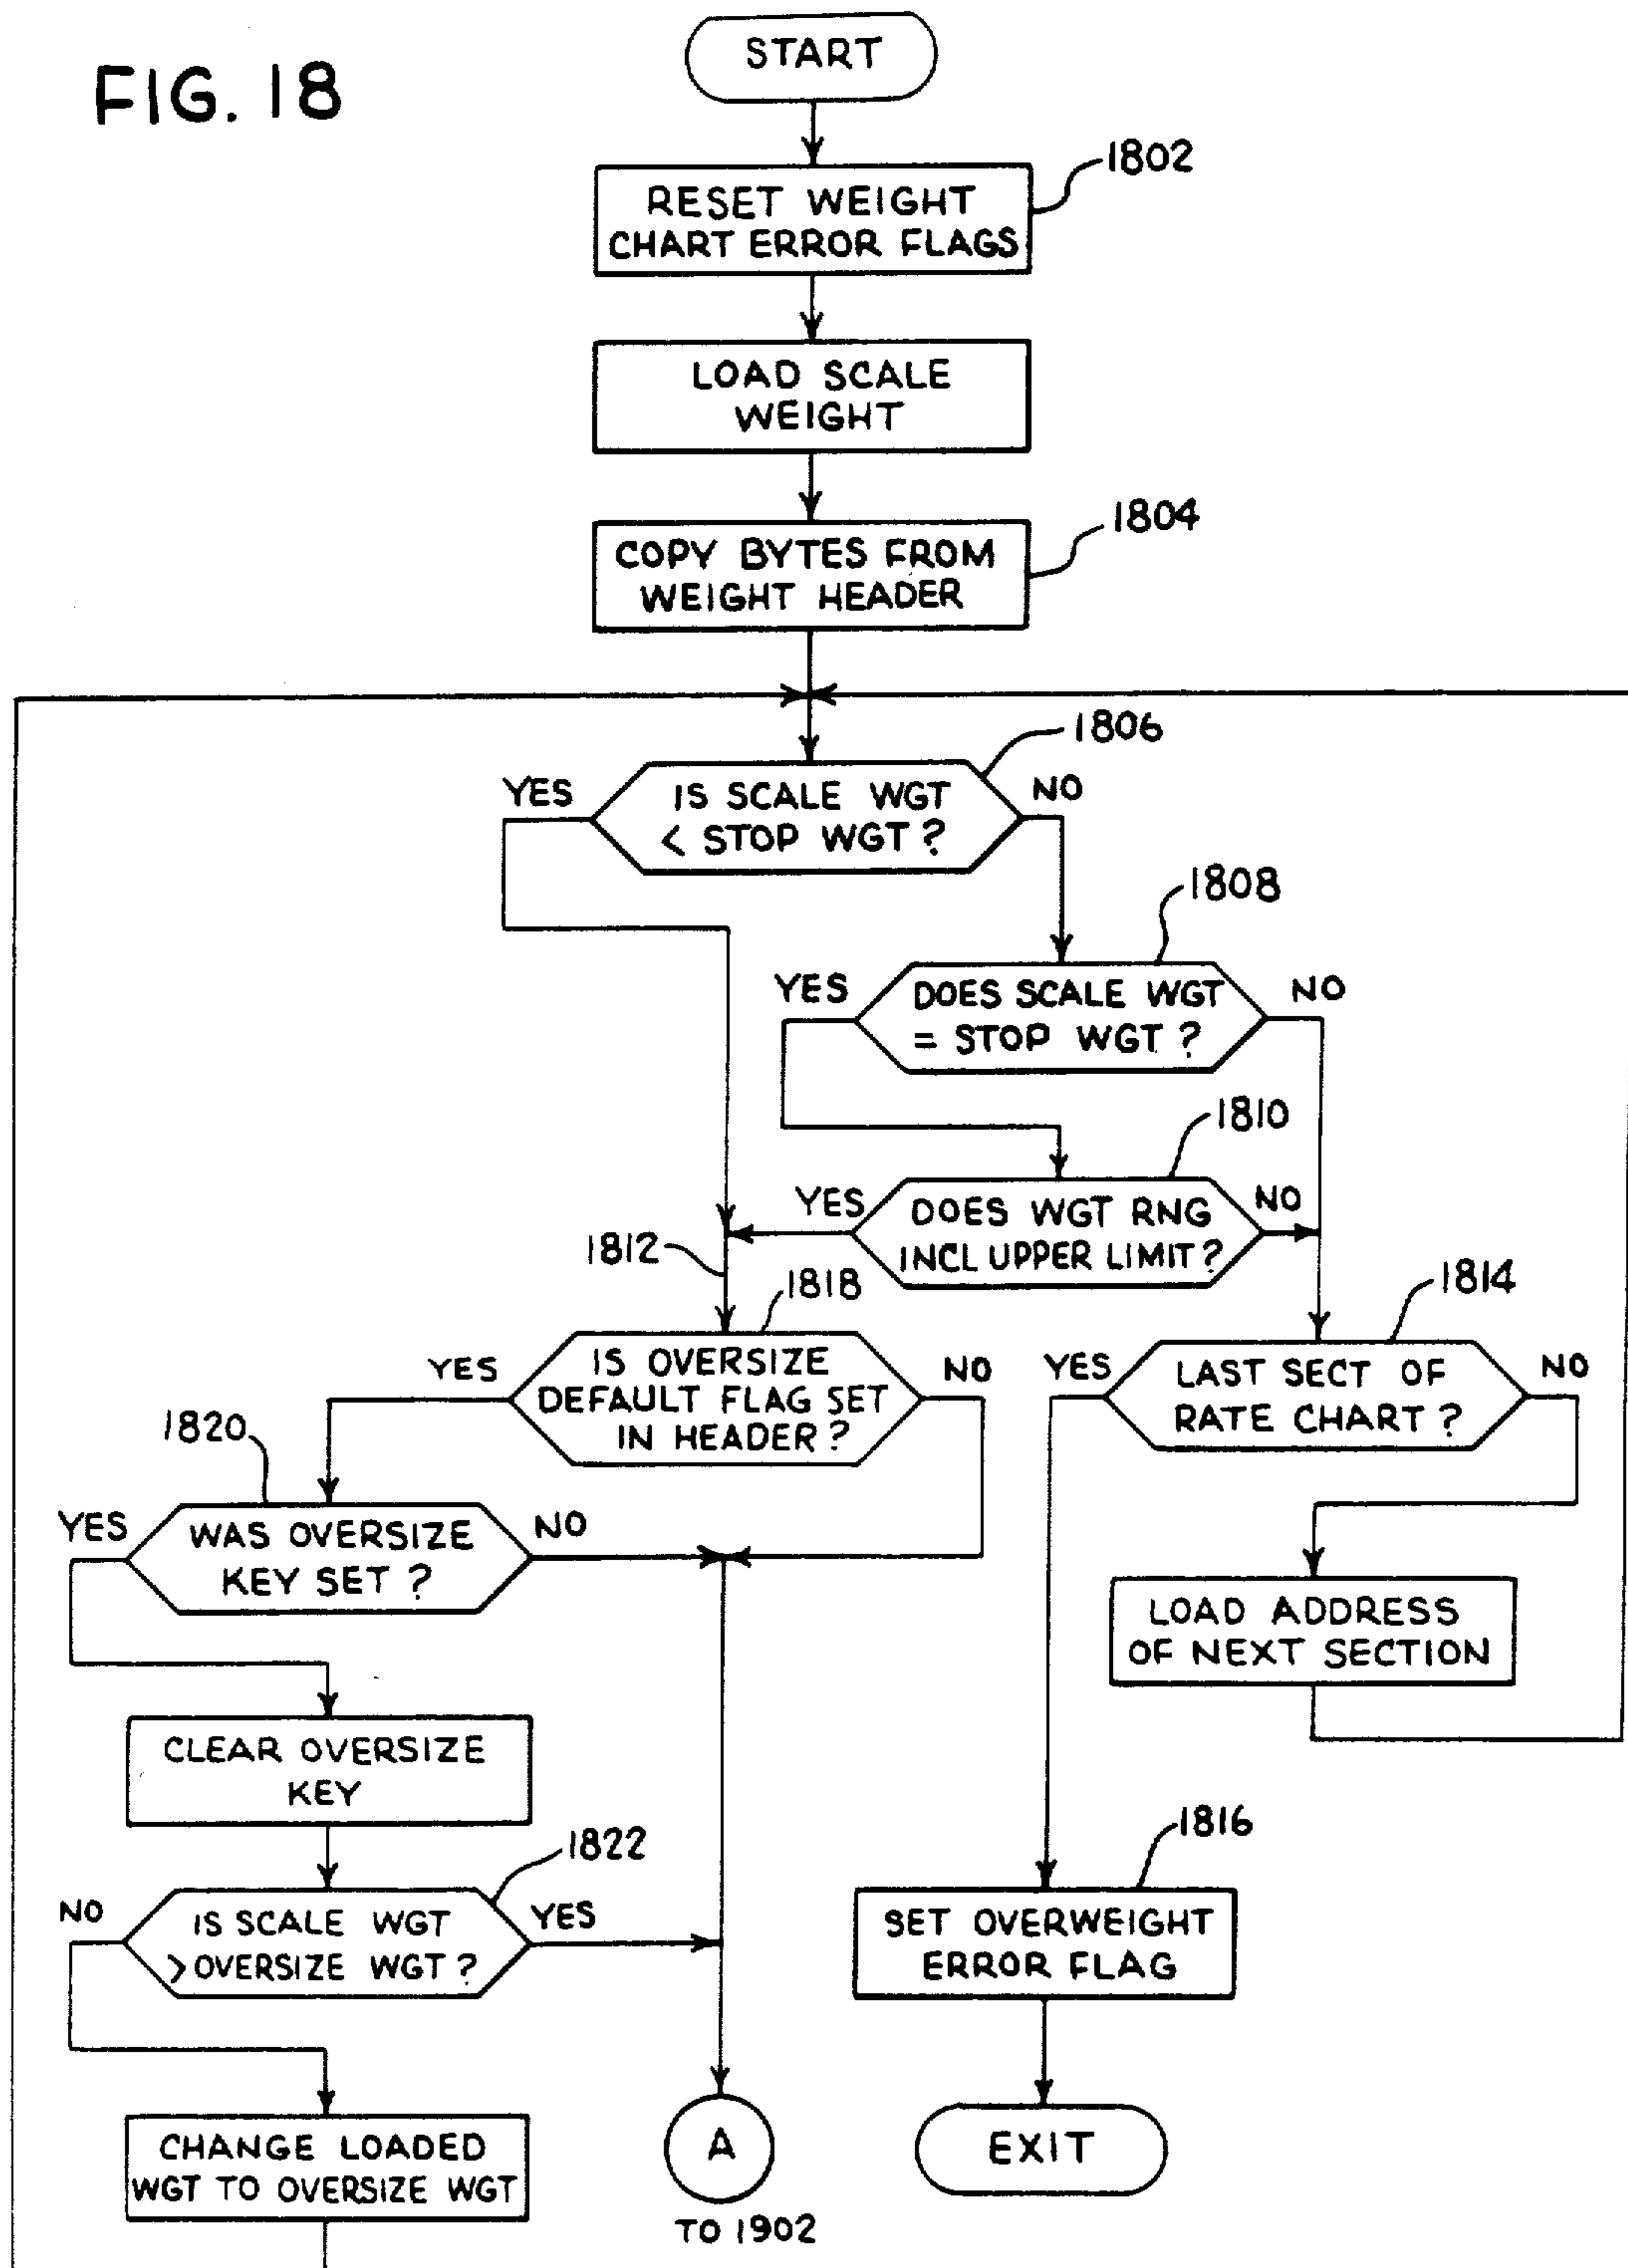 FIG. 18
START
1802
RESET WEIGHT
CHART ERROR FLAGS
LOAD SCALE
WEIGHT
1804
COPY BYTES FROM
WEIGHT HEADER
1806
YES
IS SCALE WGT
< STOP WGT ?
NO
1808
YES
DOES SCALE WGT
= STOP WGT ?
NO
1810
YES
DOES WGT RNG
INCL UPPER LIMIT ?
NO
1812
1818
1814
YES
IS OVERSIZE
DEFAULT FLAG SET
IN HEADER ?
NO
YES
LAST SECT OF
RATE CHART ?
NO
1820
YES
WAS OVERSIZE
KEY SET ?
NO
LOAD ADDRESS
OF NEXT SECTION
CLEAR OVERSIZE
KEY
1822
1816
NO
IS SCALE WGT
> OVERSIZE WGT ?
YES
SET OVERWEIGHT
ERROR FLAG
CHANGE LOADED
WGT TO OVERSIZE WGT
A
TO 1902
EXIT